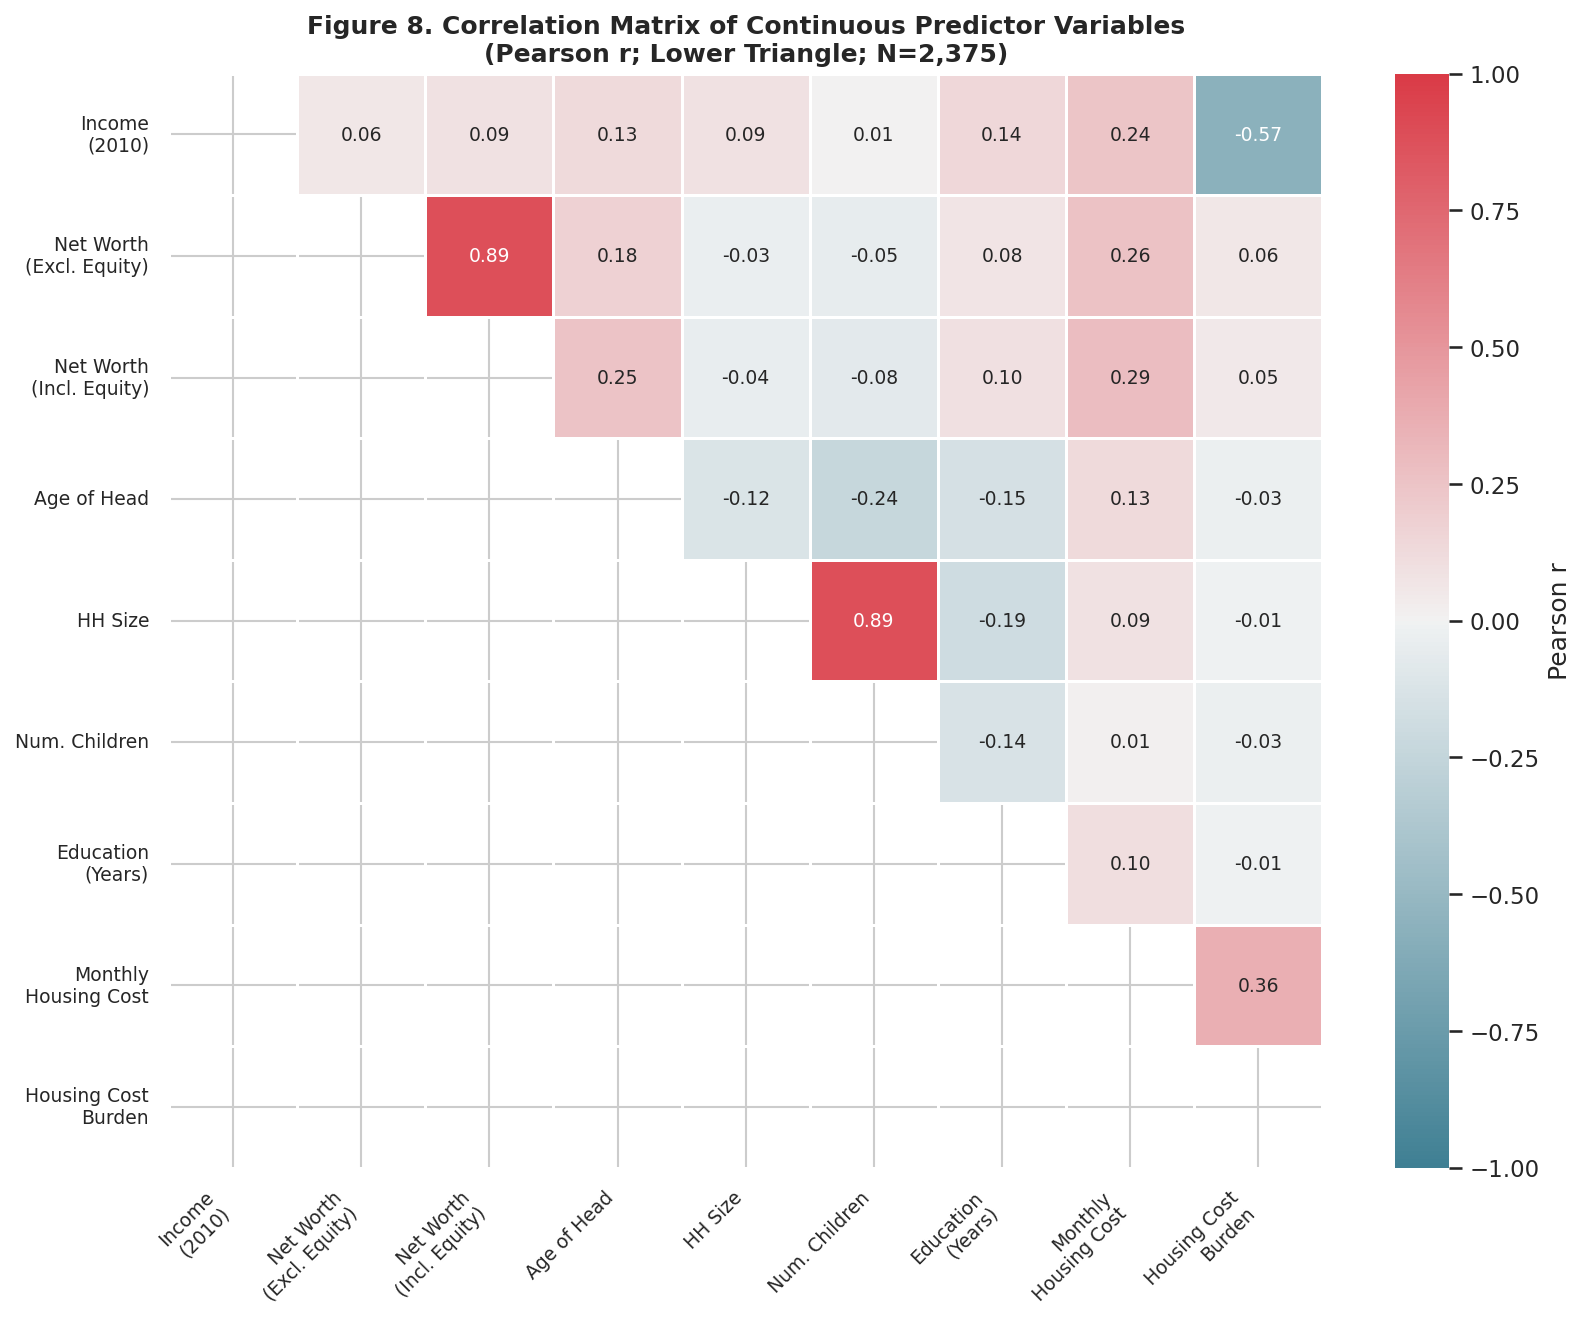 Figure 8. Correlation Matrix of Continuous Predictor Variables
(Pearson r; Lower Triangle; N=2,375)
Income
(2010)
0.06 0.09 0.13 0.09 0.01 0.14 0.24 -0.57
Net Worth
(Excl. Equity)
0.89 0.18 -0.03 -0.05 0.08 0.26 0.06
Net Worth
(Incl. Equity)
0.25 -0.04 -0.08 0.10 0.29 0.05
Age of Head
-0.12 -0.24 -0.15 0.13 -0.03
HH Size
0.89 -0.19 0.09 -0.01
Num. Children
-0.14 0.01 -0.03
Education
(Years)
0.10 -0.01
Monthly
Housing Cost
0.36
Housing Cost
Burden
Income
(2010)
Net Worth
(Excl. Equity)
Net Worth
(Incl. Equity)
Age of Head
HH Size
Num. Children
Education
(Years)
Monthly
Housing Cost
Housing Cost
Burden
1.00
0.75
0.50
0.25
0.00
−0.25
−0.50
−0.75
−1.00
Pearson r